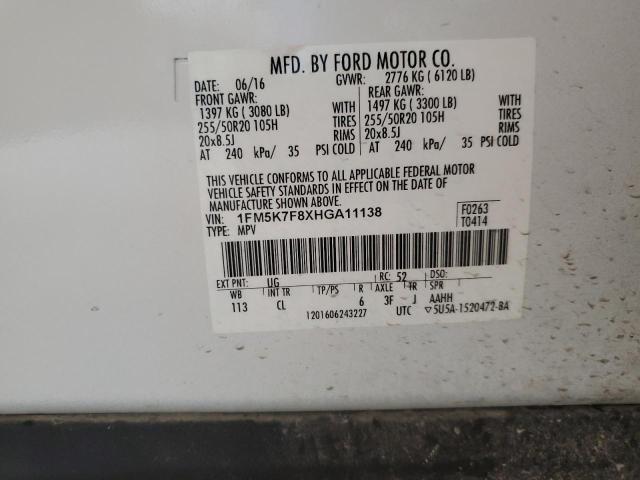 MFD. BY FORD MOTOR CO.
DATE: 06/16 GVWR: 2776 KG ( 6120 LB)
FRONT GAWR: REAR GAWR:
1397 KG ( 3080 LB) WITH 1497 KG ( 3300 LB) WITH
255/50R20 105H TIRES 255/50R20 105H TIRES
20x8.5J RIMS 20x8.5J RIMS
AT 240 kPa/ 35 PSI COLD AT 240 kPa/ 35 PSI COLD
THIS VEHICLE CONFORMS TO ALL APPLICABLE FEDERAL MOTOR
VEHICLE SAFETY STANDARDS IN EFFECT ON THE DATE OF
MANUFACTURE SHOWN ABOVE.
VIN: 1FM5K7F8XHGA11138 F0263
TYPE: MPV T0414
EXT PNT: UG RC: 52 DSO:
WB INT TR TP/PS R AXLE TR SPR
113 CL 6 3F J AAHH
1201606243227 UTC ▽5U5A-1520472-BA